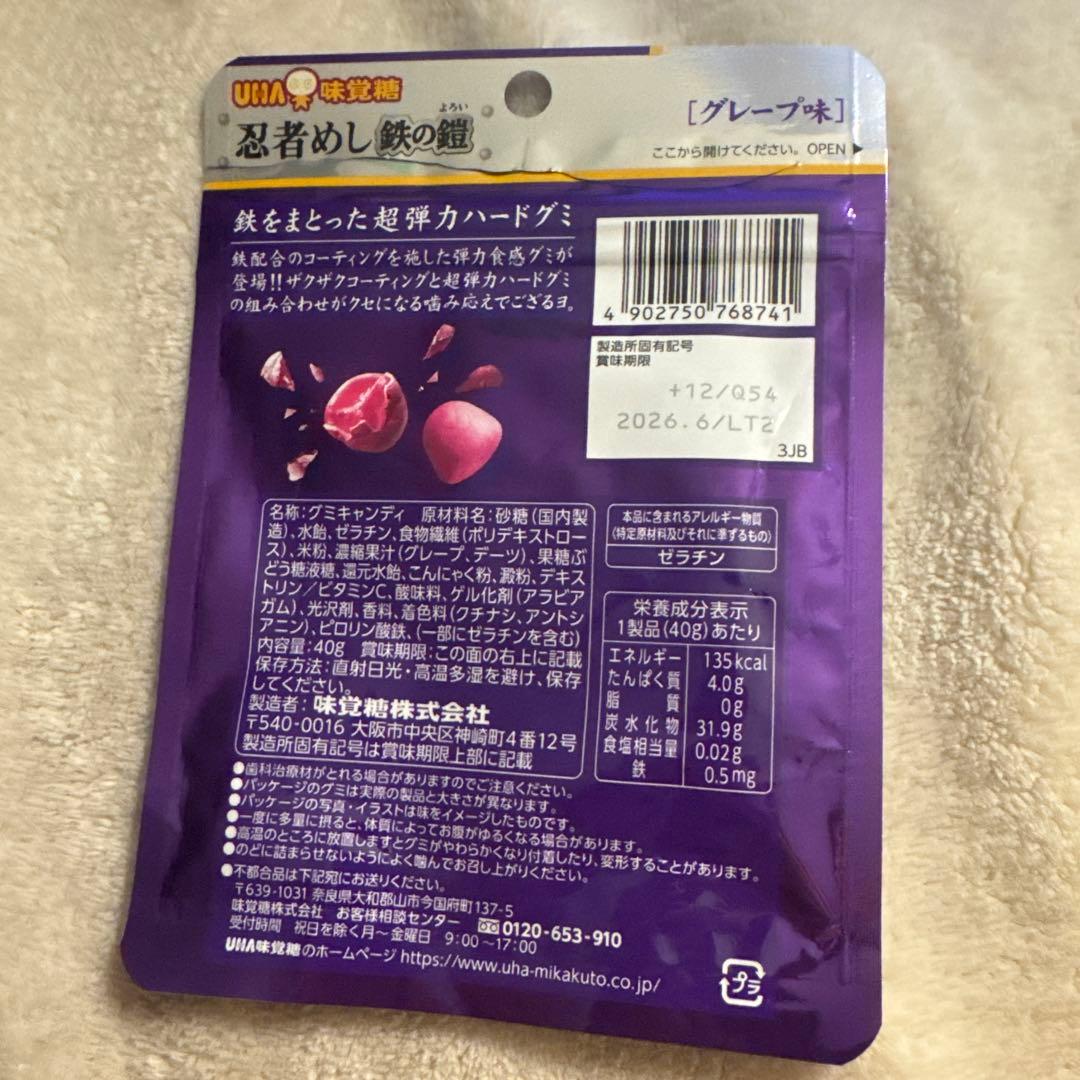 UHA味覚糖
忍者めし 鉄の鎧
よろい
[グレープ味]
ここから開けてください。OPEN▶
鉄をまとった超弾力ハードグミ
鉄配合のコーティングを施した弾力食感グミが
登場!!ザクザクコーティングと超弾力ハードグミ
の組み合わせがクセになる噛み応えでござるヨ。
4 902750 768741
製造所固有記号
賞味期限
+12/Q54
2026.6/LT2
3JB
名称:グミキャンディ 原材料名:砂糖(国内製
造)、水飴、ゼラチン、食物繊維(ポリデキストロー
ス)、米粉、濃縮果汁(グレープ、デーツ)、果糖ぶ
どう糖液糖、還元水飴、こんにゃく粉、澱粉、デキス
トリン/ビタミンC、酸味料、ゲル化剤(アラビア
ガム)、光沢剤、香料、着色料(クチナシ、アントシ
アニン)、ピロリン酸鉄、(一部にゼラチンを含む)
内容量:40g 賞味期限:この面の右上に記載
保存方法:直射日光・高温多湿を避け、保存
してください。
製造者:味覚糖株式会社
〒540-0016 大阪市中央区神崎町4番12号
製造所固有記号は賞味期限上部に記載
本品に含まれるアレルギー物質
(特定原材料及びそれに準ずるもの)
ゼラチン
栄養成分表示
1製品(40g)あたり
エネルギー 135kcal
たんぱく質 4.0g
脂質 0g
炭水化物 31.9g
食塩相当量 0.02g
鉄 0.5mg
●歯科治療材がとれる場合がありますのでご注意ください。
●パッケージのグミは実際の製品と大きさが異なります。
●パッケージの写真・イラストは味をイメージしたものです。
●一度に多量に摂ると、体質によってお腹がゆるくなる場合があります。
●高温のところに放置しますとグミがやわらかくなり付着したり、変形することがあります。
●のどに詰まらせないようによく噛んでお召し上がりください。
●不都合品は下記宛にお送りください。
〒639-1031 奈良県大和郡山市今国府町137-5
味覚糖株式会社 お客様相談センター 0120-653-910
受付時間 祝日を除く月～金曜日 9:00～17:00
UHA味覚糖のホームページ https://www.uha-mikakuto.co.jp/
プラ